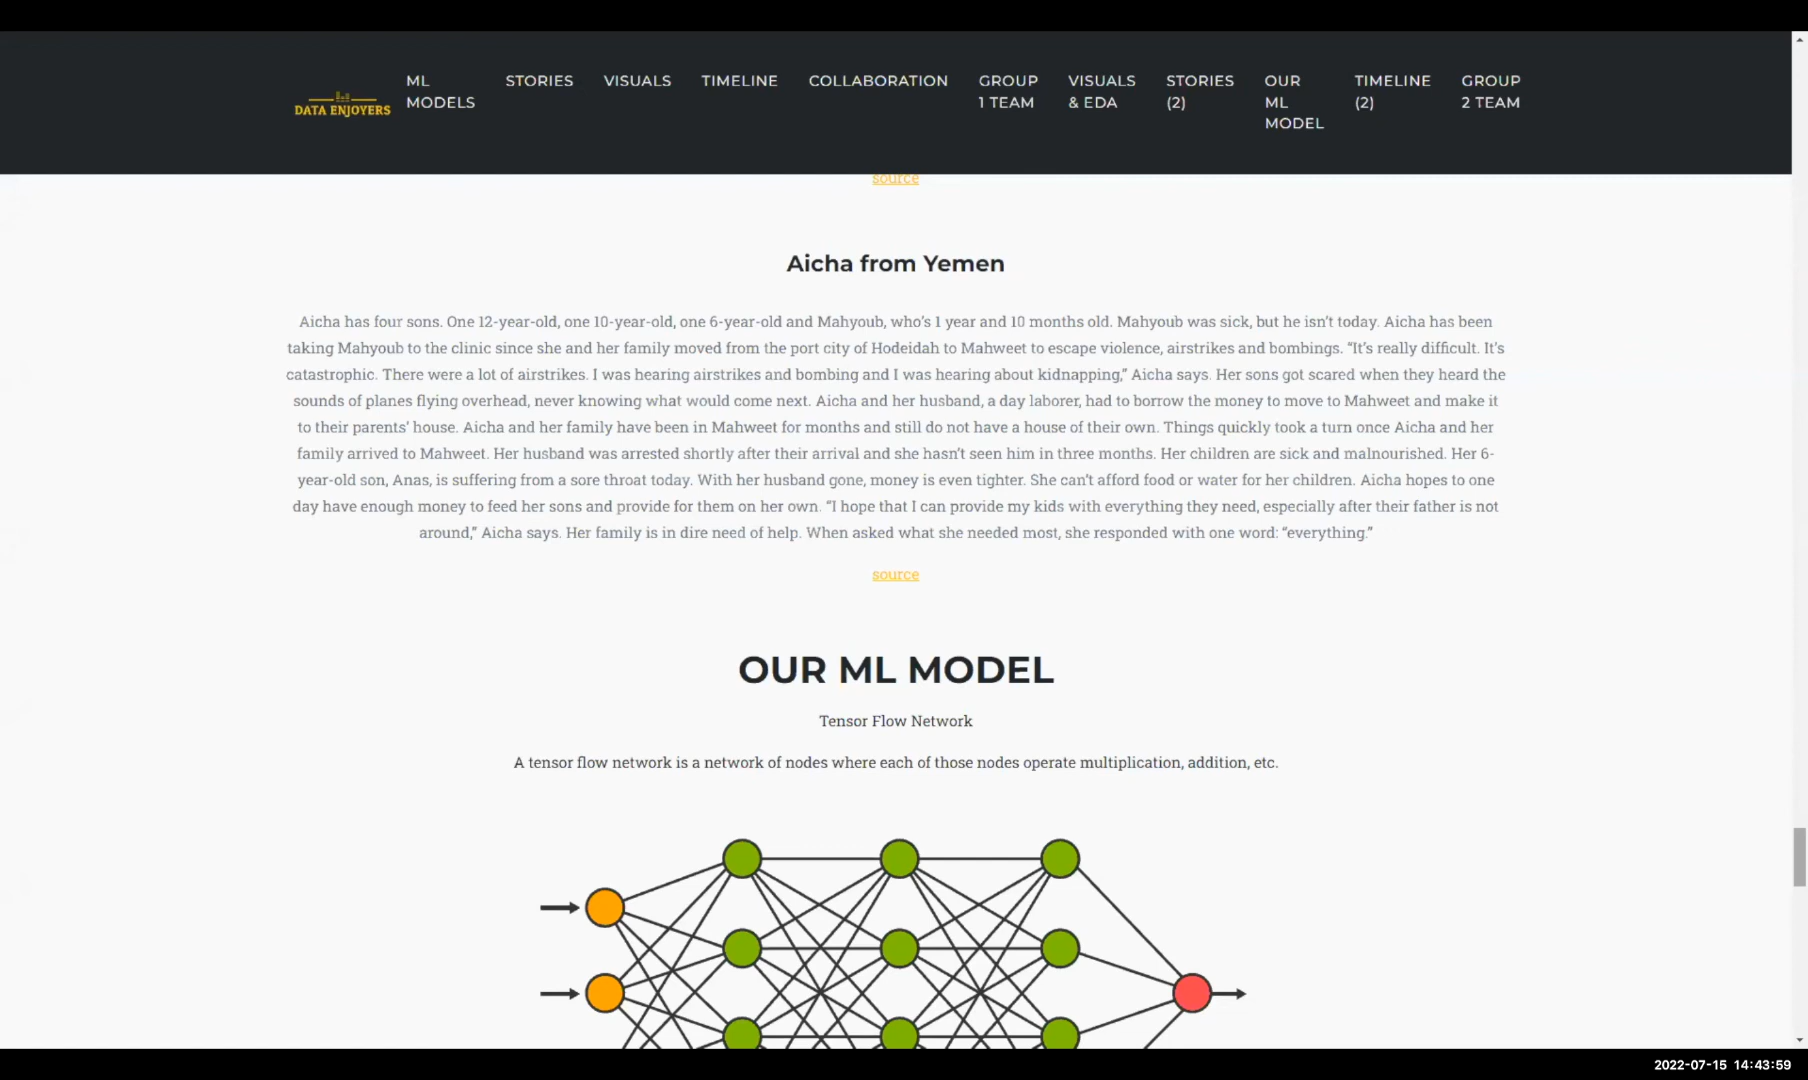 DATA ENJOYERS
ML MODELS
STORIES
VISUALS
TIMELINE
COLLABORATION
GROUP 1 TEAM
VISUALS & EDA
STORIES (2)
OUR ML MODEL
TIMELINE (2)
GROUP 2 TEAM
source
Aicha from Yemen
Aicha has four sons. One 12-year-old, one 10-year-old, one 6-year-old and Mahyoub, who's 1 year and 10 months old. Mahyoub was sick, but he isn't today. Aicha has been
taking Mahyoub to the clinic since she and her family moved from the port city of Hodeidah to Mahweet to escape violence, airstrikes and bombings. “It's really difficult. It's
catastrophic. There were a lot of airstrikes. I was hearing airstrikes and bombing and I was hearing about kidnapping,” Aicha says. Her sons got scared when they heard the
sounds of planes flying overhead, never knowing what would come next. Aicha and her husband, a day laborer, had to borrow the money to move to Mahweet and make it
to their parents' house. Aicha and her family have been in Mahweet for months and still do not have a house of their own. Things quickly took a turn once Aicha and her
family arrived to Mahweet. Her husband was arrested shortly after their arrival and she hasn't seen him in three months. Her children are sick and malnourished. Her 6-
year-old son, Anas, is suffering from a sore throat today. With her husband gone, money is even tighter. She can't afford food or water for her children. Aicha hopes to one
day have enough money to feed her sons and provide for them on her own. “I hope that I can provide my kids with everything they need, especially after their father is not
around,” Aicha says. Her family is in dire need of help. When asked what she needed most, she responded with one word: “everything.”
source
OUR ML MODEL
Tensor Flow Network
A tensor flow network is a network of nodes where each of those nodes operate multiplication, addition, etc.
2022-07-15 14:43:59